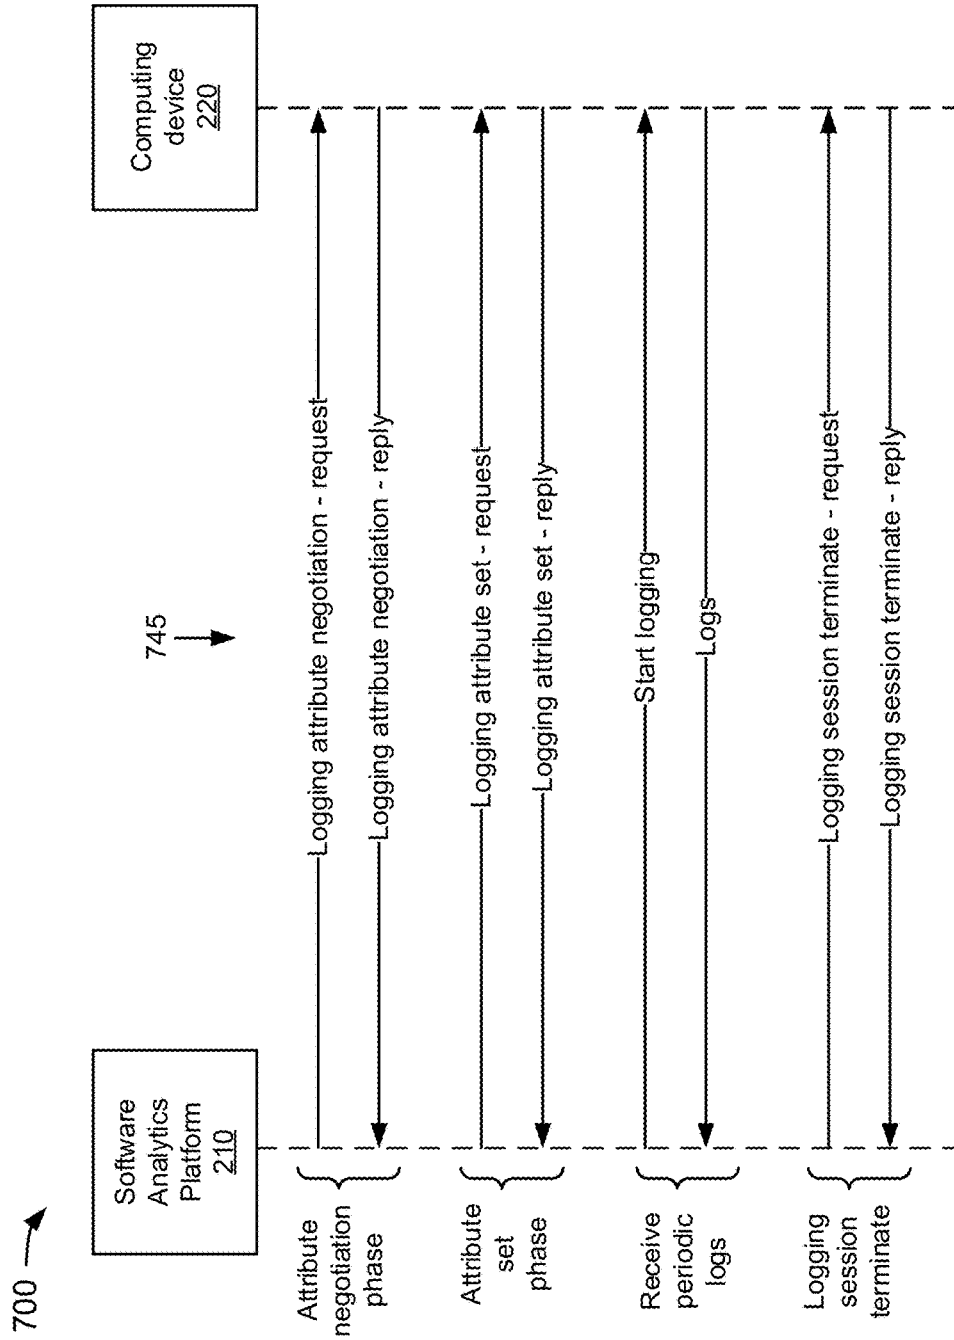 700
745
Software
Analytics
Platform
210
Computing
device
220
Attribute
negotiation
phase
Logging attribute negotiation - request
Logging attribute negotiation - reply
Attribute
set
phase
Logging attribute set - request
Logging attribute set - reply
Receive
periodic
logs
Start logging
Logs
Logging
session
terminate
Logging session terminate - request
Logging session terminate - reply